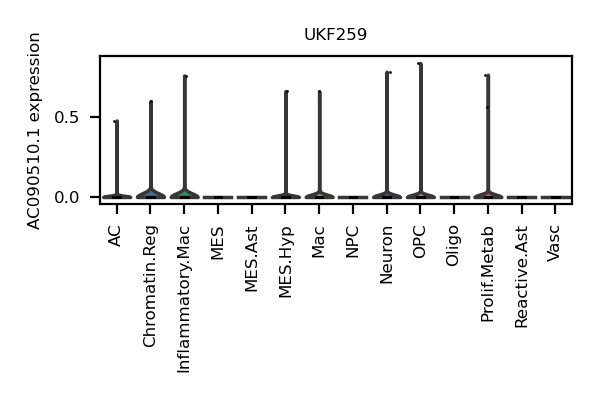 UKF259
AC090510.1 expression
0.5
0.0
AC
Chromatin.Reg
Inflammatory.Mac
MES
MES.Ast
MES.Hyp
Mac
NPC
Neuron
OPC
Oligo
Prolif.Metab
Reactive.Ast
Vasc